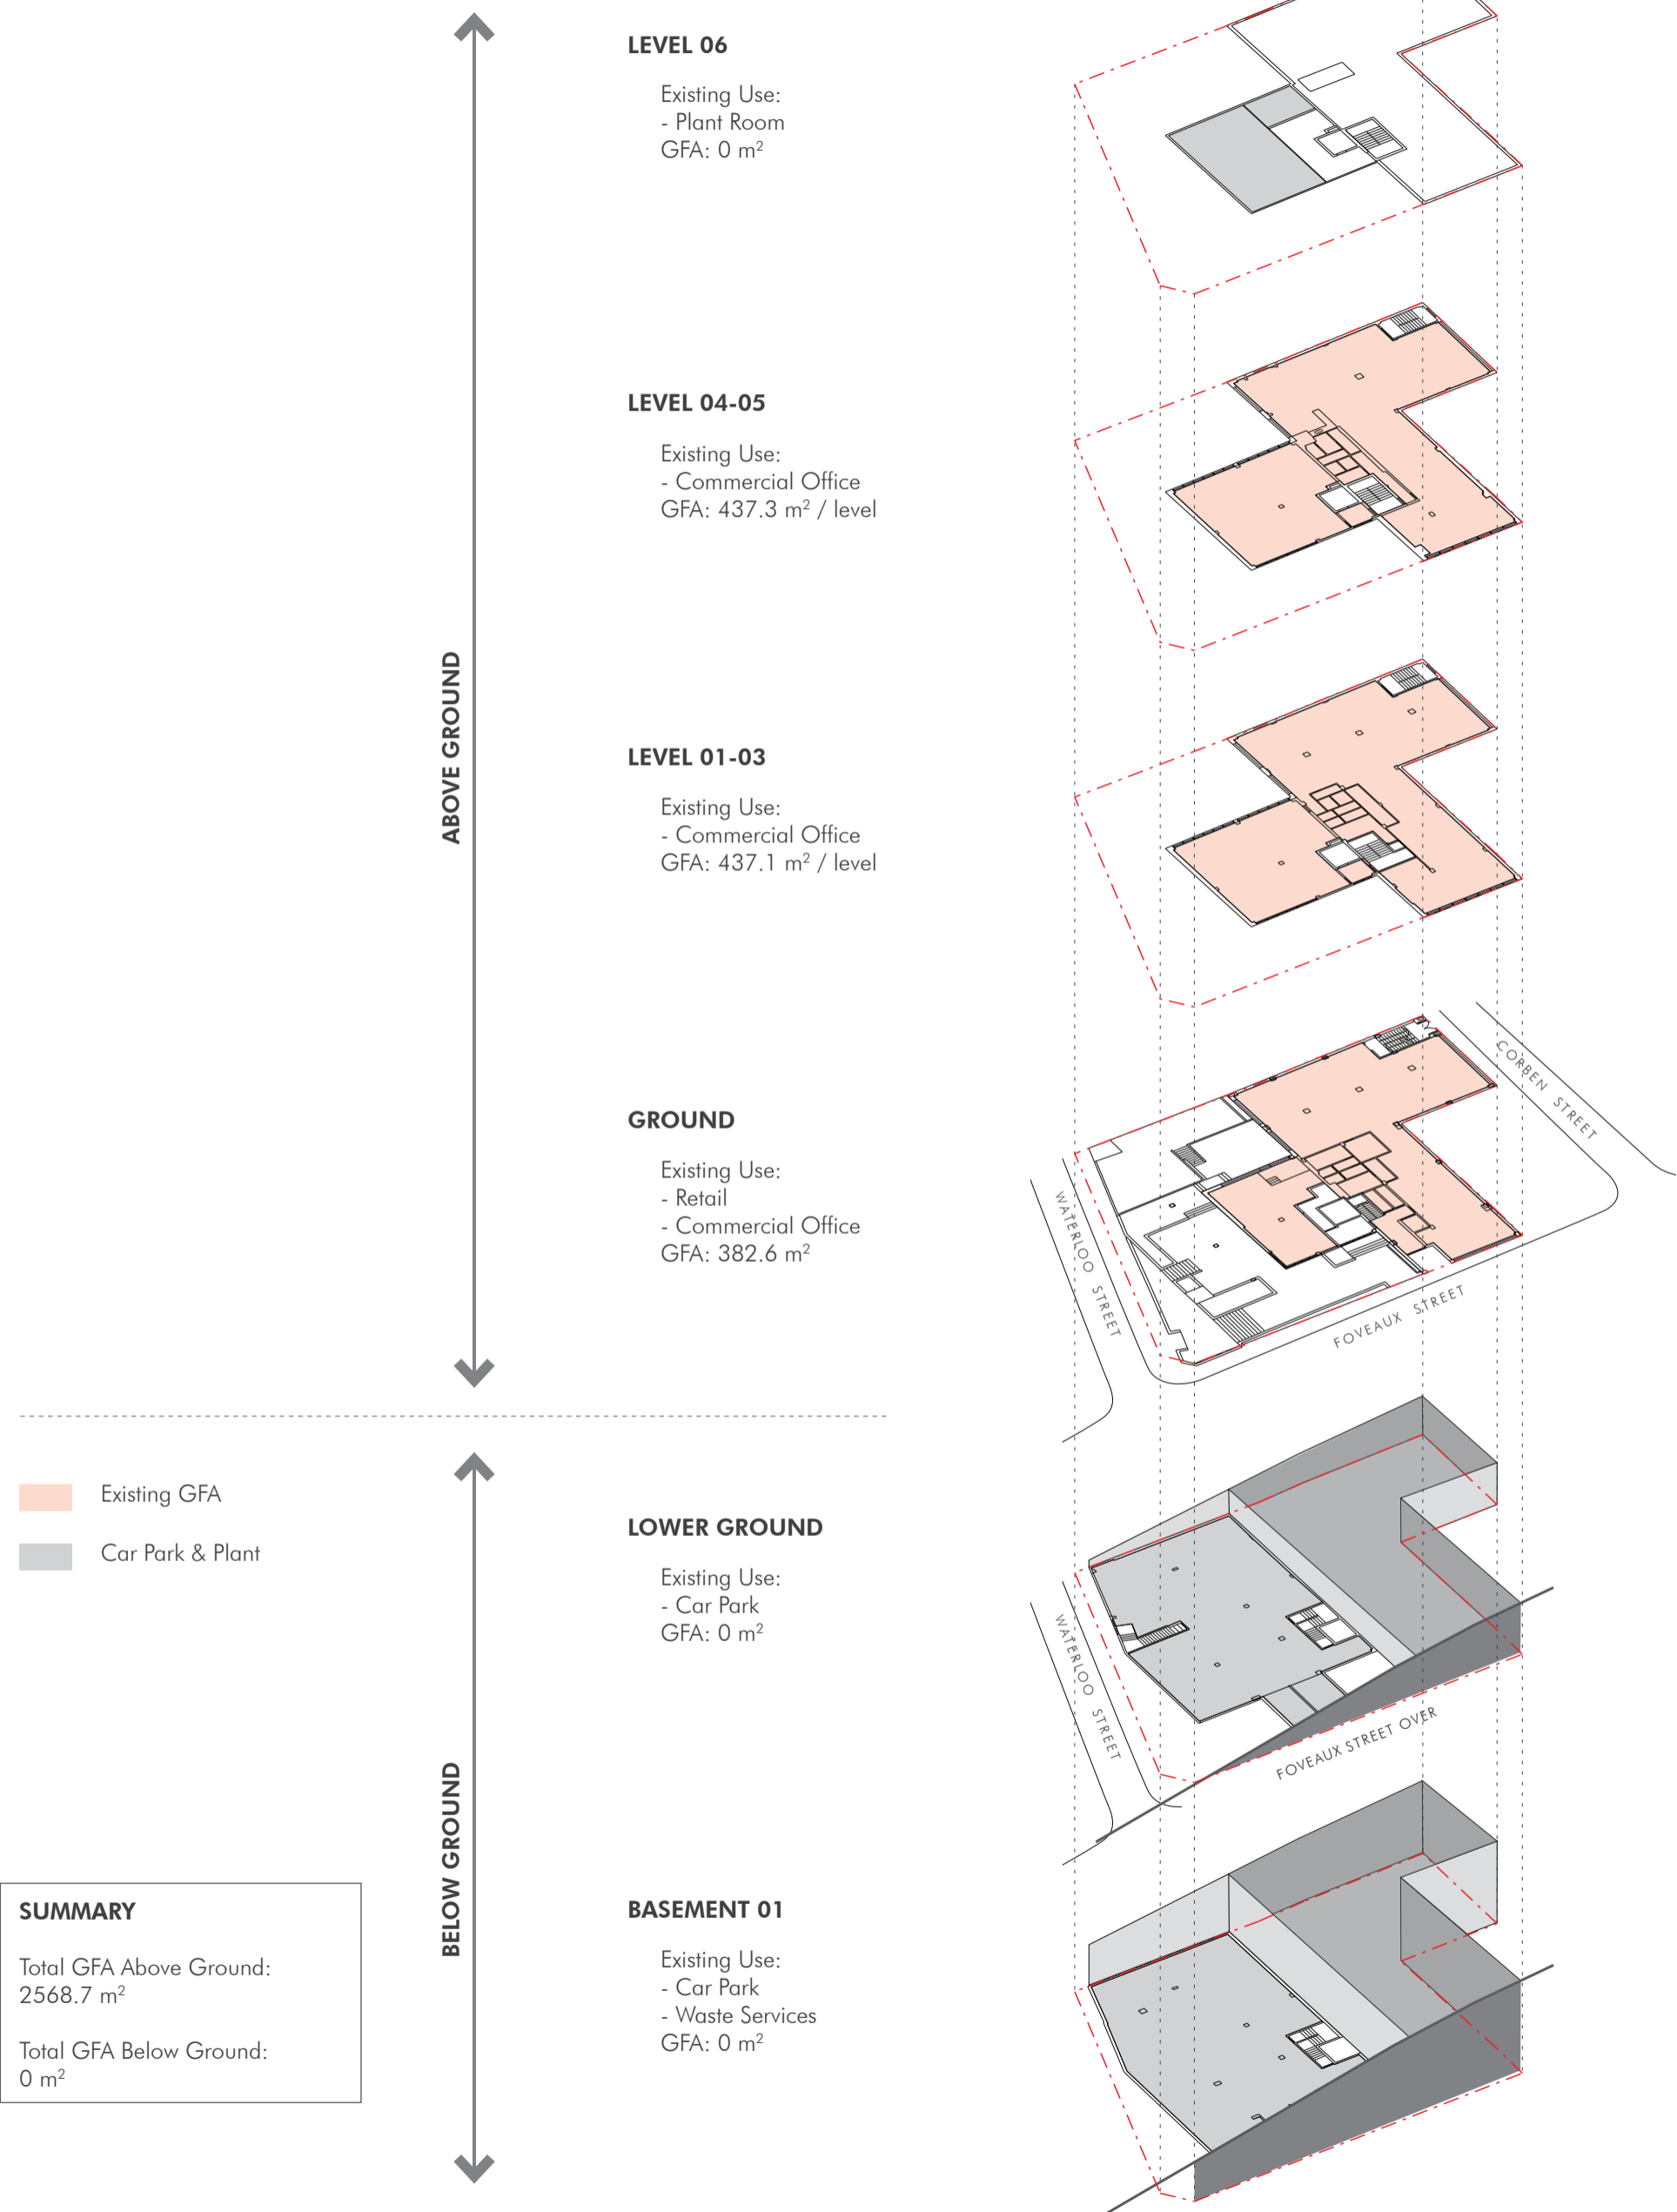 LEVEL 06
Existing Use:
- Plant Room
GFA: 0 m²
LEVEL 04-05
Existing Use:
- Commercial Office
GFA: 437.3 m² / level
ABOVE GROUND
LEVEL 01-03
Existing Use:
- Commercial Office
GFA: 437.1 m² / level
GROUND
Existing Use:
- Retail
- Commercial Office
GFA: 382.6 m²
CORBEN STREET
WATERLOO STREET
FOVEAUX STREET
Existing GFA
Car Park & Plant
BELOW GROUND
LOWER GROUND
Existing Use:
- Car Park
GFA: 0 m²
WATERLOO STREET
FOVEAUX STREET OVER
BASEMENT 01
Existing Use:
- Car Park
- Waste Services
GFA: 0 m²
SUMMARY
Total GFA Above Ground:
2568.7 m²
Total GFA Below Ground:
0 m²